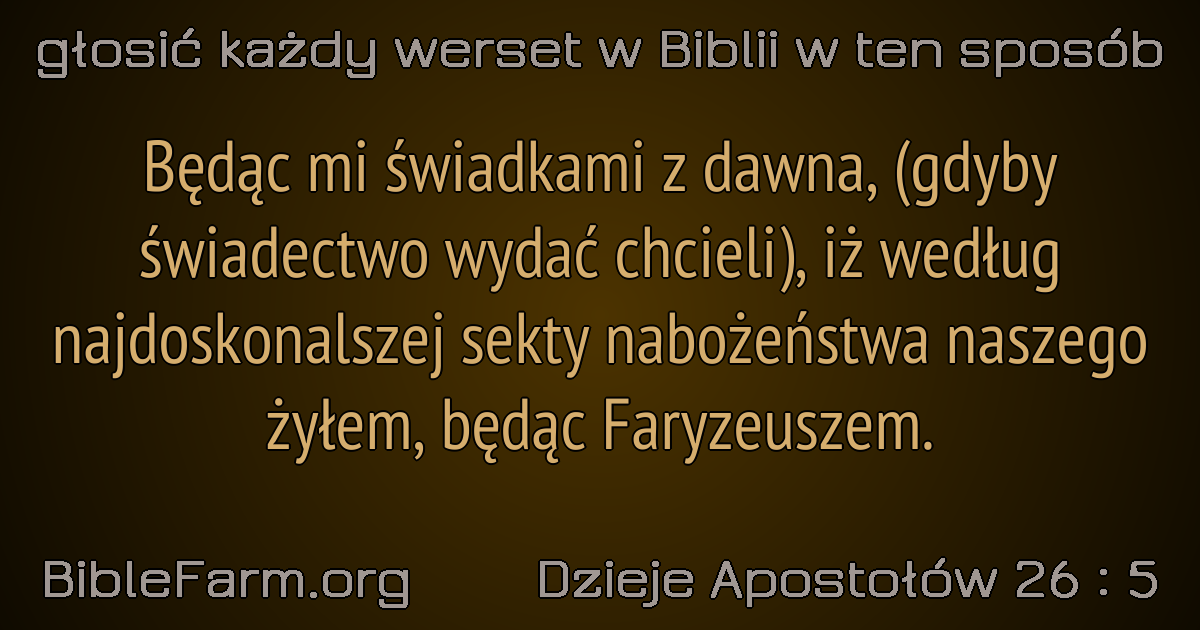 głosić każdy werset w Biblii w ten sposób
Będąc mi świadkami z dawna, (gdyby
świadectwo wydać chcieli), iż według
najdoskonalszej sekty nabożeństwa naszego
żyłem, będąc Faryzeuszem.
BibleFarm.org Dzieje Apostołów 26 : 5